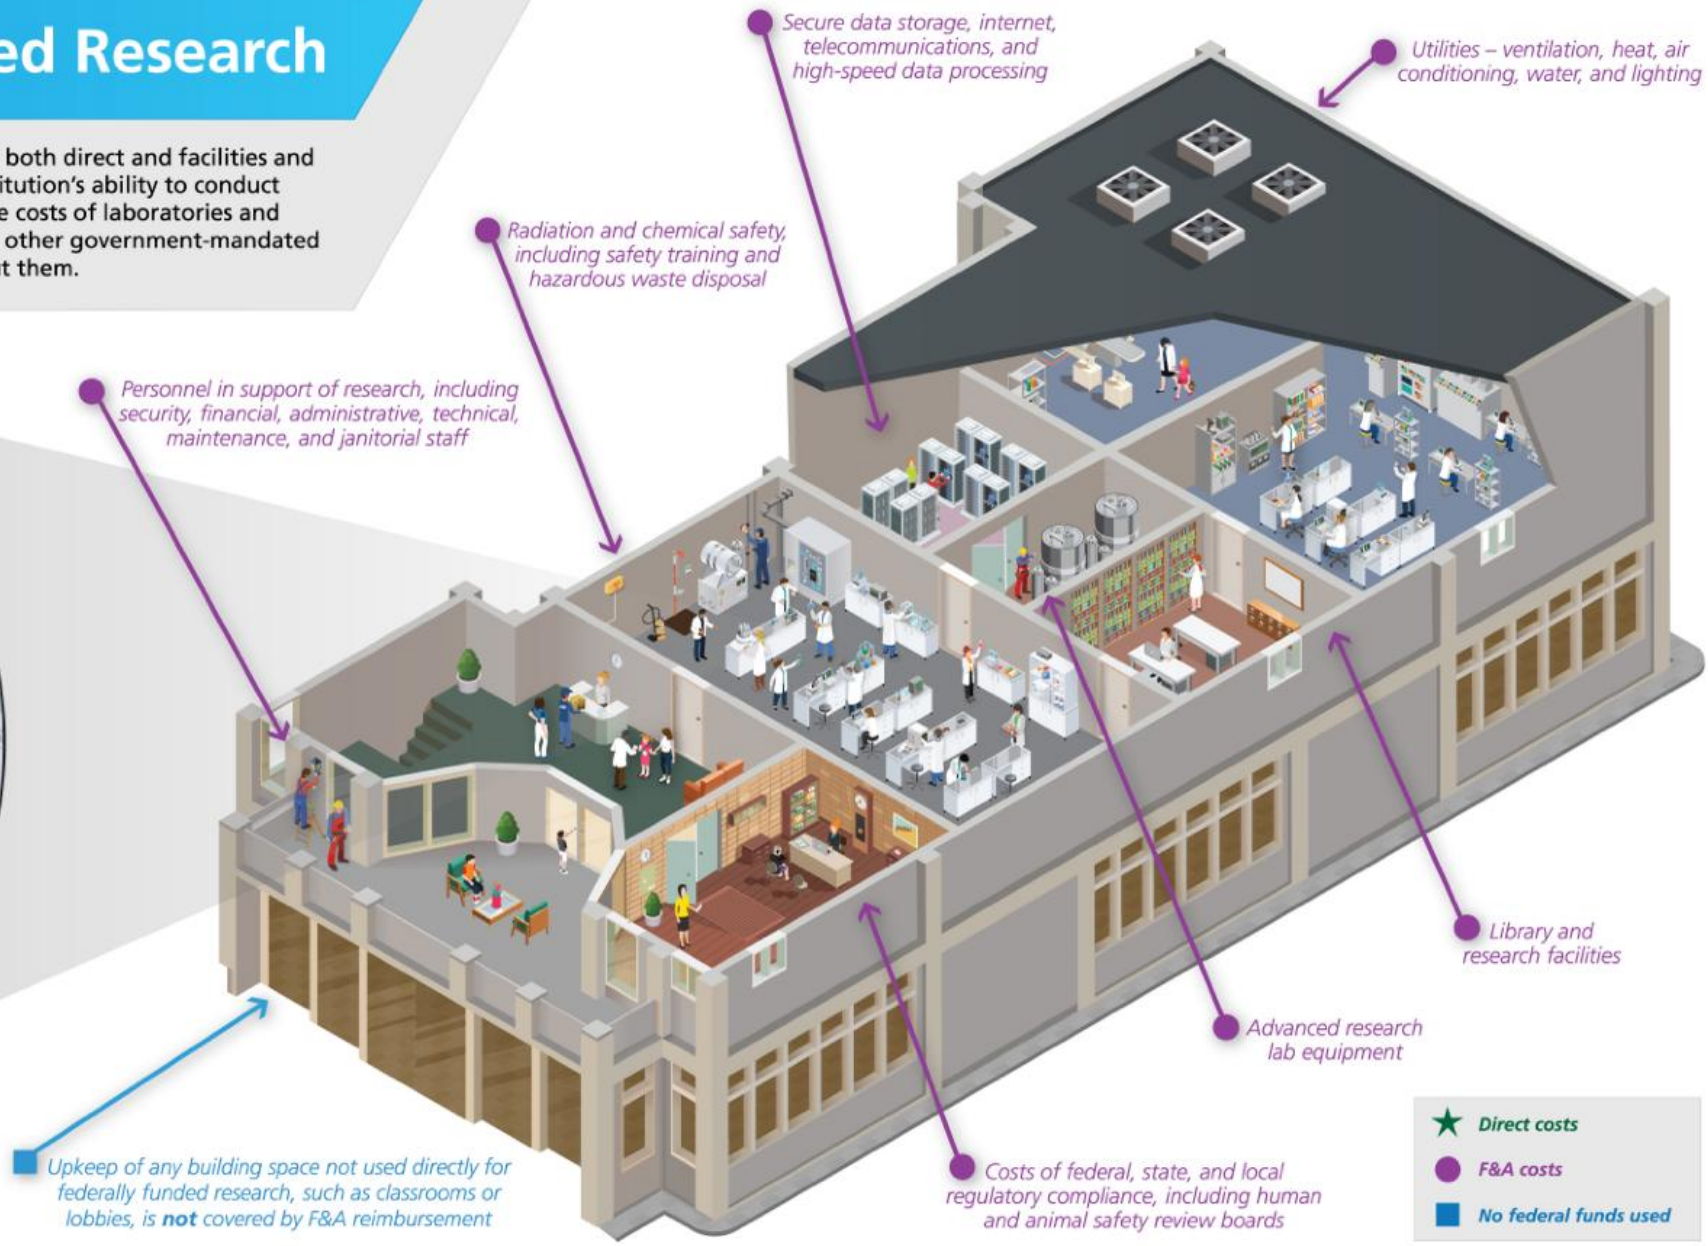 ed Research
both direct and facilities and
titution's ability to conduct
e costs of laboratories and
other government-mandated
t them.
Secure data storage, internet,
telecommunications, and
high-speed data processing
Utilities – ventilation, heat, air
conditioning, water, and lighting
Radiation and chemical safety,
including safety training and
hazardous waste disposal
Personnel in support of research, including
security, financial, administrative, technical,
maintenance, and janitorial staff
Library and
research facilities
Advanced research
lab equipment
Costs of federal, state, and local
regulatory compliance, including human
and animal safety review boards
Upkeep of any building space not used directly for
federally funded research, such as classrooms or
lobbies, is not covered by F&A reimbursement
Direct costs
F&A costs
No federal funds used